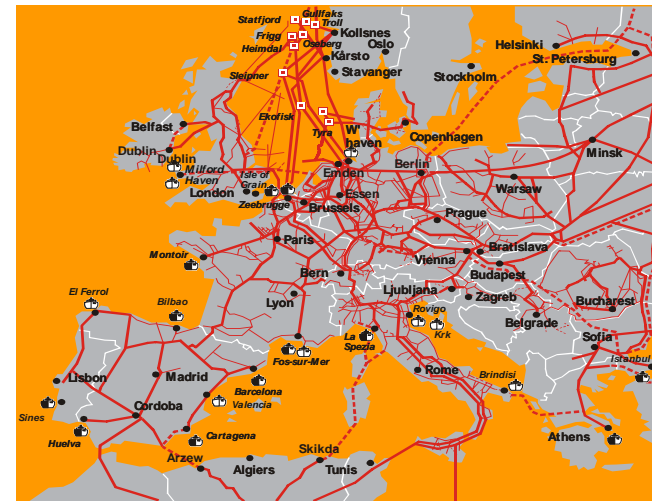 Statfjord
Gullfaks
Troll
Frigg
Kollsnes
Oseberg
Heimdal
Oslo
Kårsto
Helsinki
St. Petersburg
Sleipner
Stavanger
Stockholm
Ekofisk
Belfast
Tyra
W'
haven
Copenhagen
Dublin
Dublin
Minsk
Milford
Haven
Isle of
Grain
Emden
Berlin
London
Zeebrugge
Essen
Brussels
Warsaw
Prague
Paris
Montoir
Bern
Vienna
Bratislava
Budapest
El Ferrol
Bilbao
Lyon
Ljubljana
Zagreb
Rovigo
Krk
Belgrade
Bucharest
La
Spezia
Sofia
Fos-sur-Mer
Istanbul
Lisbon
Madrid
Barcelona
Valencia
Rome
Brindisi
Sines
Cordoba
Huelva
Cartagena
Athens
Arzew
Algiers
Skikda
Tunis